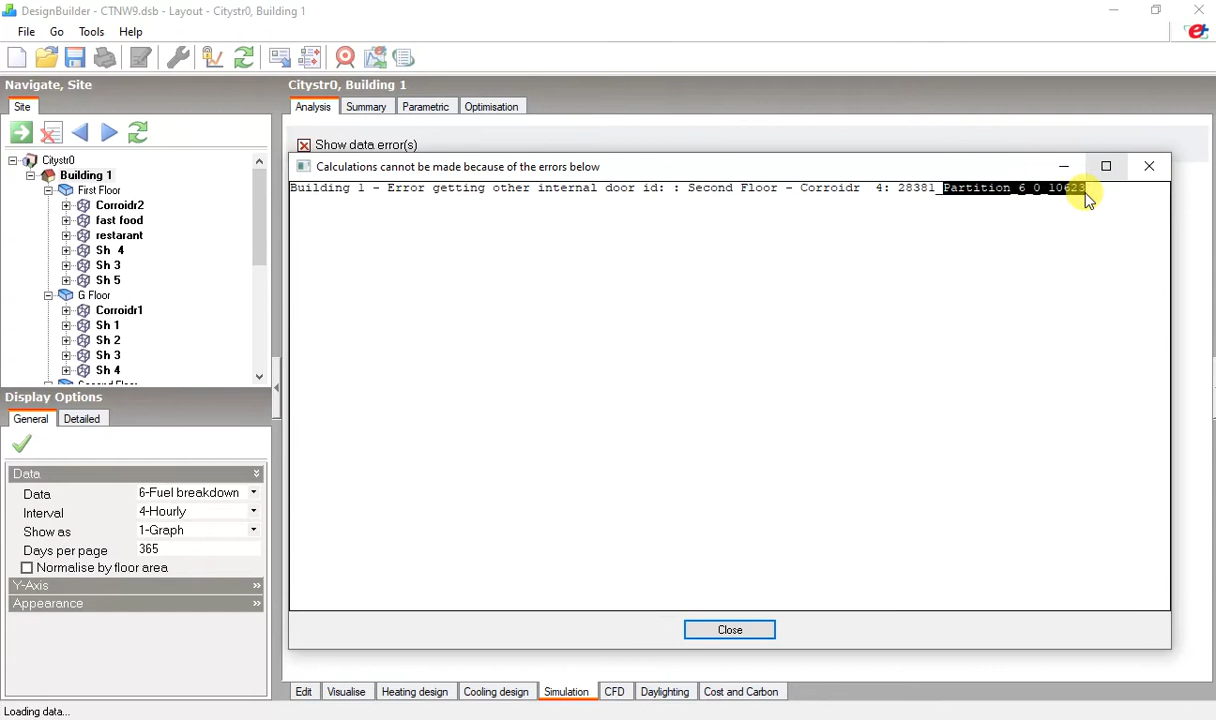 DesignBuilder - CTNW9.dsb - Layout - Citystr0, Building 1
File Go Tools Help
Navigate, Site
Site
Citystr0
Building 1
First Floor
Corroidr2
fast food
restarant
Sh 4
Sh 3
Sh 5
G Floor
Corroidr1
Sh 1
Sh 2
Sh 3
Sh 4
Second Floor
Display Options
General Detailed
Data
Data 6-Fuel breakdown
Interval 4-Hourly
Show as 1-Graph
Days per page 365
Normalise by floor area
Y-Axis
Appearance
Citystr0, Building 1
Analysis Summary Parametric Optimisation
Show data error(s)
Calculations cannot be made because of the errors below
Building 1 - Error getting other internal door id: : Second Floor - Corroidr 4: 28381_Partition_6_0_10623
Close
Edit Visualise Heating design Cooling design Simulation CFD Daylighting Cost and Carbon
Loading data...